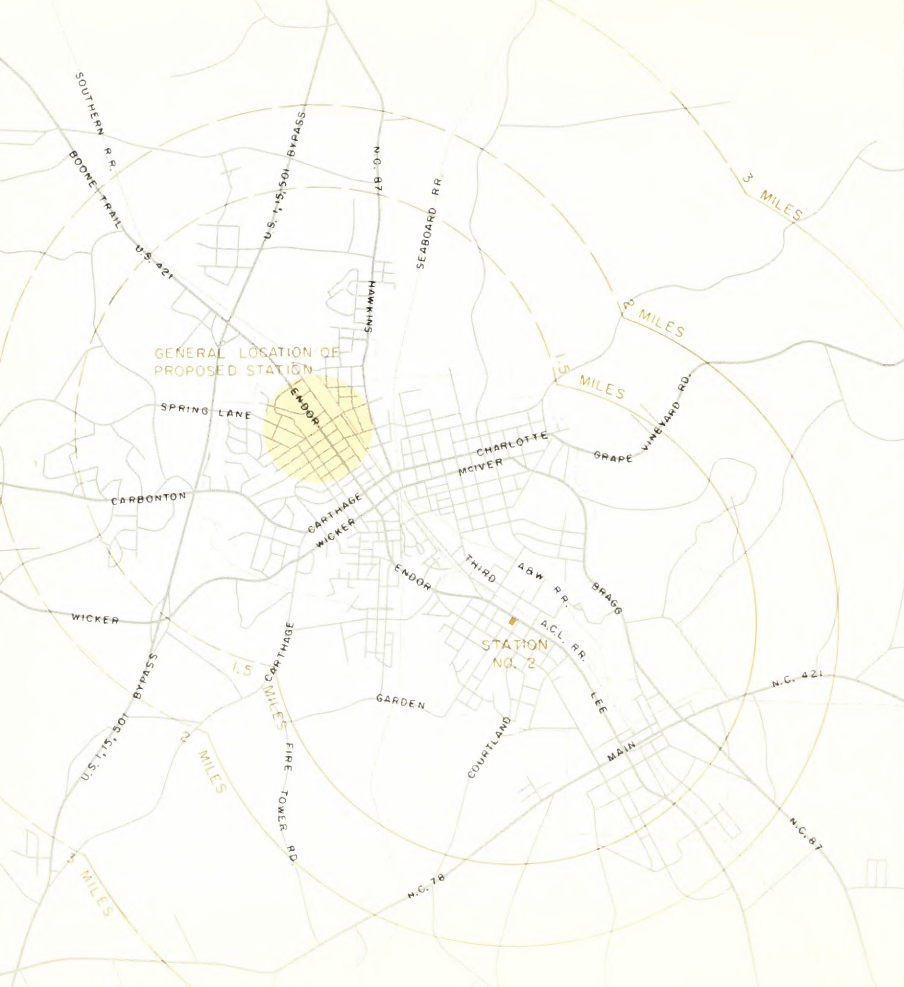 SOUTHERN R.R.
BOONE TRAIL
U.S. 421
U.S. 1, 15, 501 BYPASS
N.C. 87
SEABOARD RR.
HAWKINS
3 MILES
2 MILES
1.5 MILES
GENERAL LOCATION OF
PROPOSED STATION
ENDOR
SPRING LANE
VINEYARD RD.
GRAPE
CHARLOTTE
MCIVER
CARBONTON
CARTHAGE
WICKER
ENDOR
THIRD
A&W RR.
BRAGG
WICKER
A.C.L. RR.
STATION
NO. 2
CARTHAGE
1.5 MILES
GARDEN
LEE
N.C. 421
U.S. 1, 15, 501 BYPASS
COURTLAND
MAIN
2 MILES
FIRE TOWER RD.
N.C. 87
3 MILES
N.C. 78